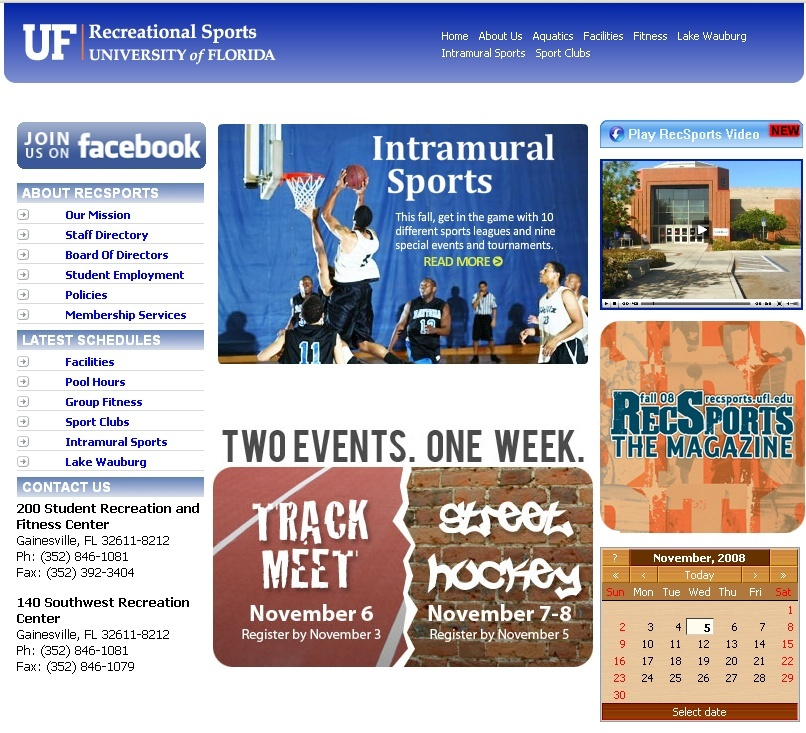 UF Recreational Sports
UNIVERSITY of FLORIDA
Home About Us Aquatics Facilities Fitness Lake Wauburg
Intramural Sports Sport Clubs
JOIN US ON facebook
ABOUT RECSPORTS
Our Mission
Staff Directory
Board Of Directors
Student Employment
Policies
Membership Services
LATEST SCHEDULES
Facilities
Pool Hours
Group Fitness
Sport Clubs
Intramural Sports
Lake Wauburg
CONTACT US
200 Student Recreation and
Fitness Center
Gainesville, FL 32611-8212
Ph: (352) 846-1081
Fax: (352) 392-3404
140 Southwest Recreation
Center
Gainesville, FL 32611-8212
Ph: (352) 846-1081
Fax: (352) 846-1079
Intramural
Sports
This fall, get in the game with 10
different sports leagues and nine
special events and tournaments.
READ MORE
11
12
TWO EVENTS. ONE WEEK.
TRACK
MEET
November 6
Register by November 3
STREET
HOCKEY
November 7-8
Register by November 5
Play RecSports Video NEW
fall 08 recsports.ufl.edu
RECSPORTS
THE MAGAZINE
? November, 2008 »
« ‹ Today › »
Sun Mon Tue Wed Thu Fri Sat
1
2 3 4 5 6 7 8
9 10 11 12 13 14 15
16 17 18 19 20 21 22
23 24 25 26 27 28 29
30
Select date